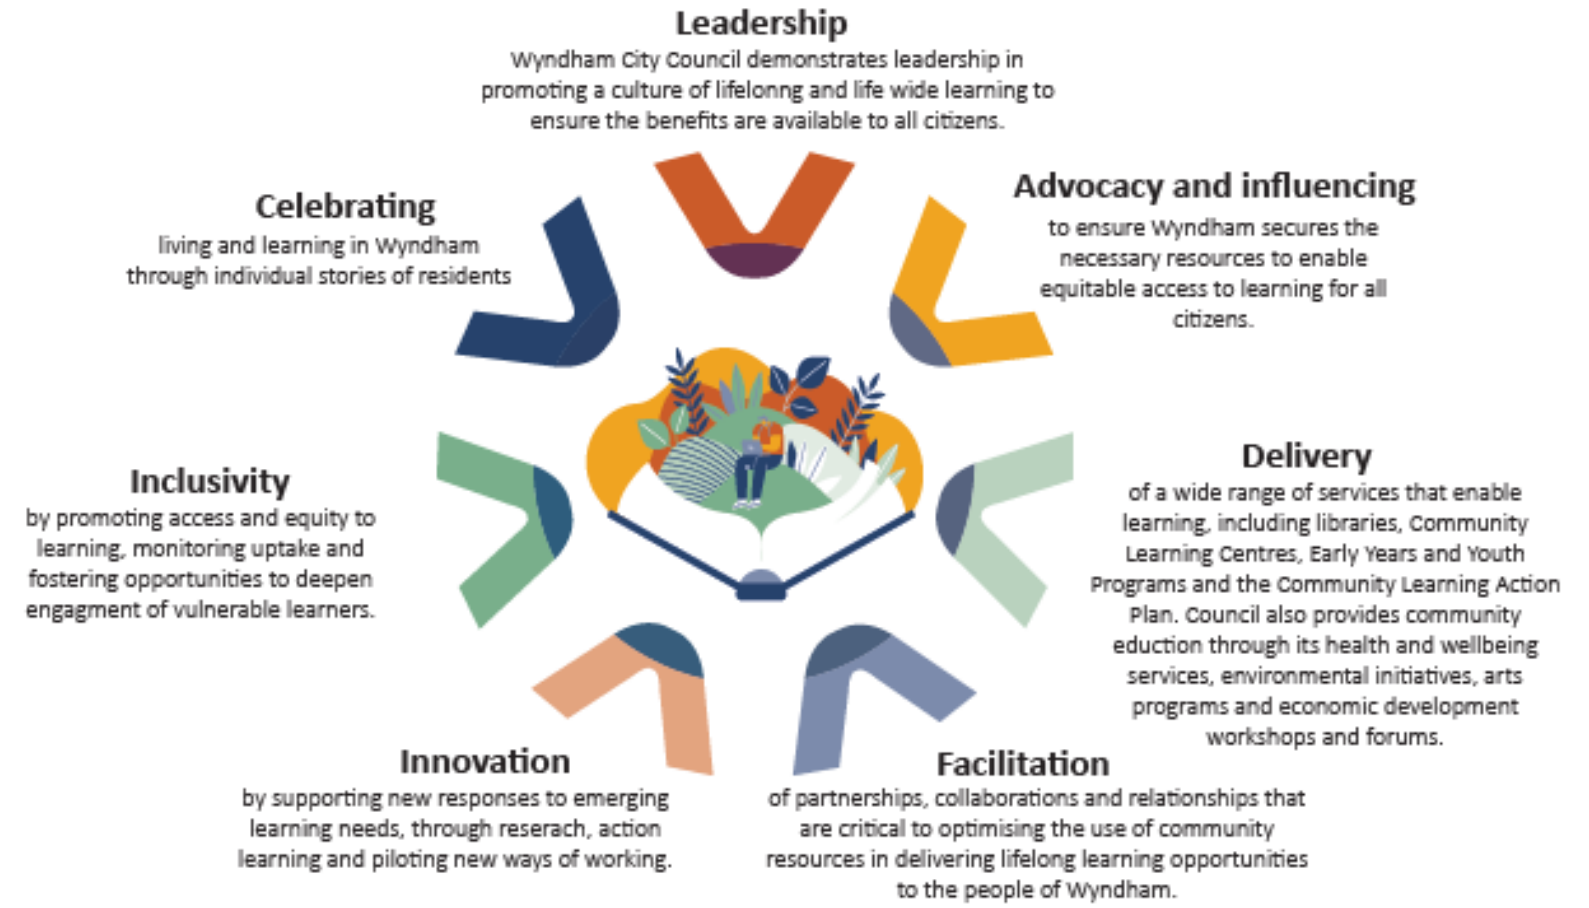 Leadership
Wyndham City Council demonstrates leadership in
promoting a culture of lifelonng and life wide learning to
ensure the benefits are available to all citizens.
Advocacy and influencing
to ensure Wyndham secures the
necessary resources to enable
equitable access to learning for all
citizens.
Delivery
of a wide range of services that enable
learning, including libraries, Community
Learning Centres, Early Years and Youth
Programs and the Community Learning Action
Plan. Council also provides community
eduction through its health and wellbeing
services, environmental initiatives, arts
programs and economic development
workshops and forums.
Facilitation
of partnerships, collaborations and relationships that
are critical to optimising the use of community
resources in delivering lifelong learning opportunities
to the people of Wyndham.
Innovation
by supporting new responses to emerging
learning needs, through reserach, action
learning and piloting new ways of working.
Inclusivity
by promoting access and equity to
learning, monitoring uptake and
fostering opportunities to deepen
engagment of vulnerable learners.
Celebrating
living and learning in Wyndham
through individual stories of residents